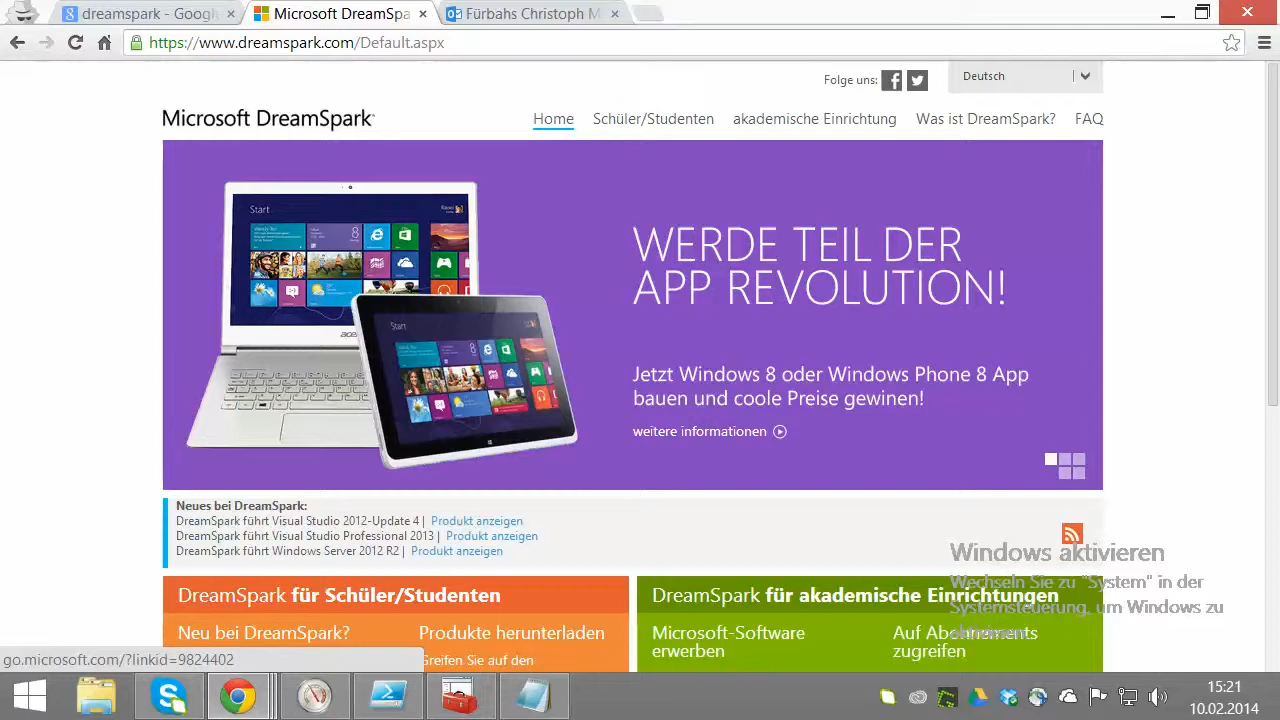 dreamspark - Googl
Microsoft DreamSpa
Fürbahs Christoph M
https://www.dreamspark.com/Default.aspx
Folge uns:
Deutsch
Microsoft DreamSpark
Home Schüler/Studenten akademische Einrichtung Was ist DreamSpark? FAQ
Start
acer
Start
WERDE TEIL DER
APP REVOLUTION!
Jetzt Windows 8 oder Windows Phone 8 App
bauen und coole Preise gewinnen!
weitere informationen
Neues bei DreamSpark:
DreamSpark führt Visual Studio 2012-Update 4 | Produkt anzeigen
DreamSpark führt Visual Studio Professional 2013 | Produkt anzeigen
DreamSpark führt Windows Server 2012 R2 | Produkt anzeigen
DreamSpark für Schüler/Studenten
DreamSpark für akademische Einrichtungen
Neu bei DreamSpark?
Produkte herunterladen
Greifen Sie auf den
Microsoft-Software
erwerben
Auf Abonnements
zugreifen
Windows aktivieren
Wechseln Sie zu "System" in der
Systemsteuerung, um Windows zu
aktivieren.
go.microsoft.com/?linkid=9824402
15:21
10.02.2014